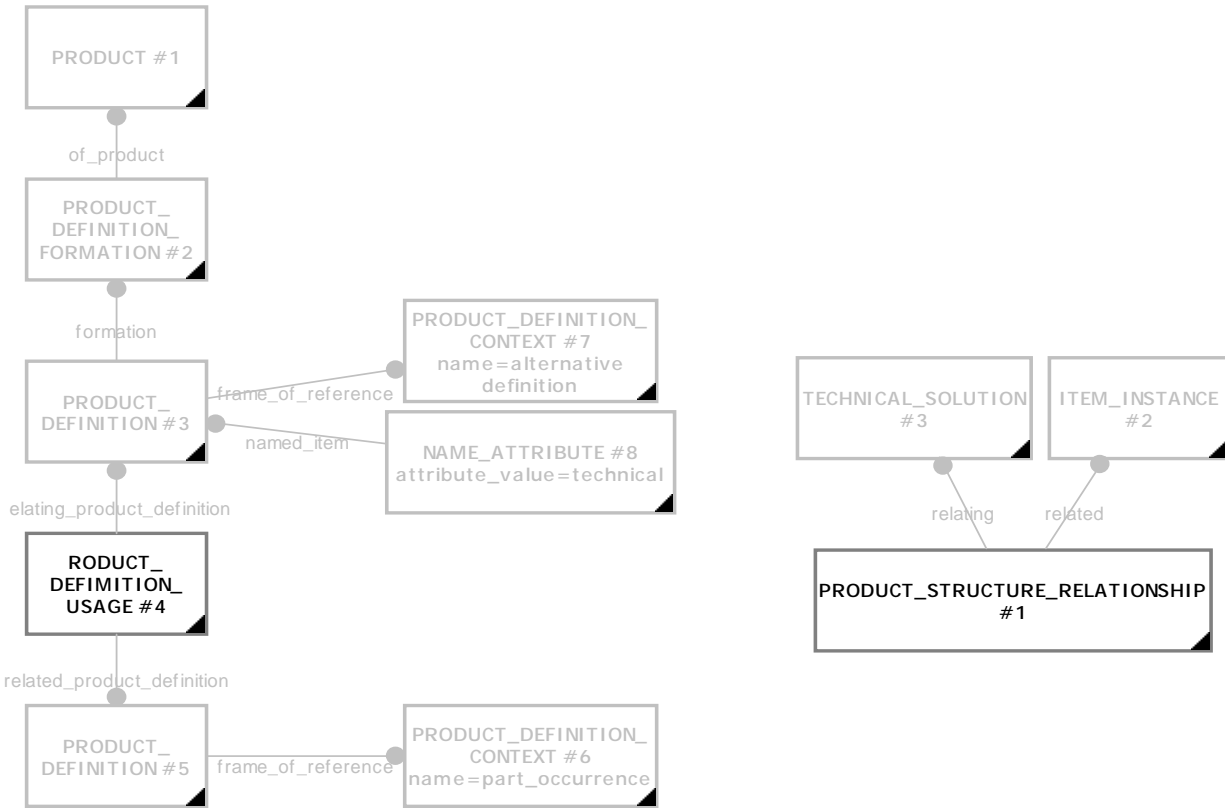 PRODUCT #1
of_product
PRODUCT_
DEFINITION_
FORMATION #2
formation
PRODUCT_
DEFINITION #3
frame_of_reference
PRODUCT_DEFINITION_
CONTEXT #7
name=alternative
definition
named_item
NAME_ATTRIBUTE #8
attribute_value=technical
elating_product_definition
RODUCT_
DEFIMITION_
USAGE #4
related_product_definition
PRODUCT_
DEFINITION #5
frame_of_reference
PRODUCT_DEFINITION_
CONTEXT #6
name=part_occurrence
TECHNICAL_SOLUTION
#3
ITEM_INSTANCE
#2
relating
related
PRODUCT_STRUCTURE_RELATIONSHIP
#1